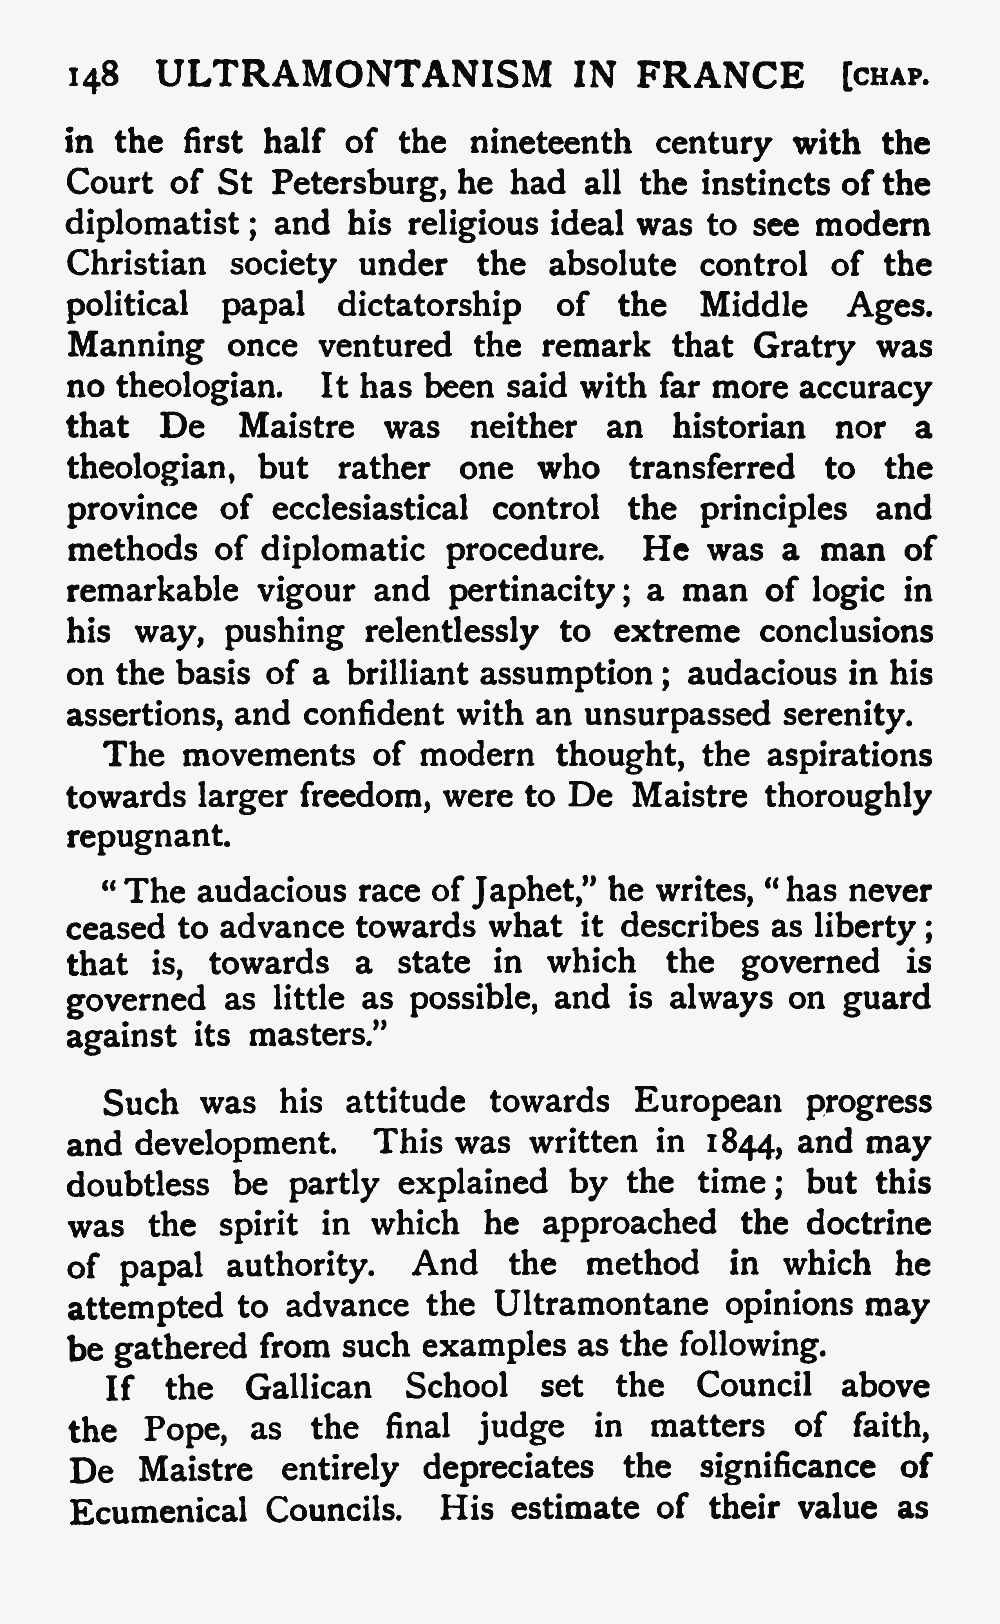 148 ULTRAMONTANISM IN FRANCE [CHAP.
in the first half of the nineteenth century with the
Court of St Petersburg, he had all the instincts of the
diplomatist ; and his religious ideal was to see modern
Christian society under the absolute control of the
political papal dictatorship of the Middle Ages.
Manning once ventured the remark that Gratry was
no theologian. It has been said with far more accuracy
that De Maistre was neither an historian nor a
theologian, but rather one who transferred to the
province of ecclesiastical control the principles and
methods of diplomatic procedure. He was a man of
remarkable vigour and pertinacity ; a man of logic in
his way, pushing relentlessly to extreme conclusions
on the basis of a brilliant assumption ; audacious in his
assertions, and confident with an unsurpassed serenity.
The movements of modern thought, the aspirations
towards larger freedom, were to De Maistre thoroughly
repugnant.
“ The audacious race of Japhet,” he writes, “ has never
ceased to advance towards what it describes as liberty ;
that is, towards a state in which the governed is
governed as little as possible, and is always on guard
against its masters.”
Such was his attitude towards European progress
and development. This was written in 1844, and may
doubtless be partly explained by the time ; but this
was the spirit in which he approached the doctrine
of papal authority. And the method in which he
attempted to advance the Ultramontane opinions may
be gathered from such examples as the following.
If the Gallican School set the Council above
the Pope, as the final judge in matters of faith,
De Maistre entirely depreciates the significance of
Ecumenical Councils. His estimate of their value as